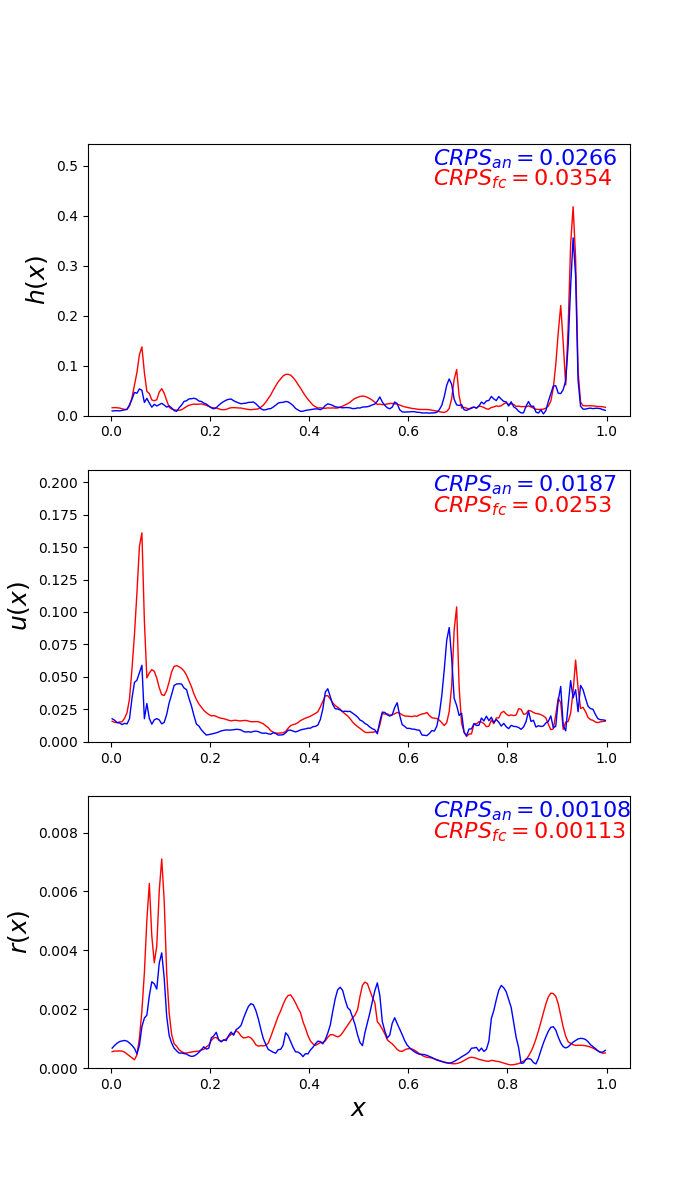 CRPS_an = 0.0266
CRPS_fc = 0.0354
0.5
0.4
0.3
0.2
0.1
0.0
h(x)
0.0 0.2 0.4 0.6 0.8 1.0
CRPS_an = 0.0187
CRPS_fc = 0.0253
0.200
0.175
0.150
0.125
0.100
0.075
0.050
0.025
0.000
u(x)
0.0 0.2 0.4 0.6 0.8 1.0
CRPS_an = 0.00108
CRPS_fc = 0.00113
0.008
0.006
0.004
0.002
0.000
r(x)
0.0 0.2 0.4 0.6 0.8 1.0
x